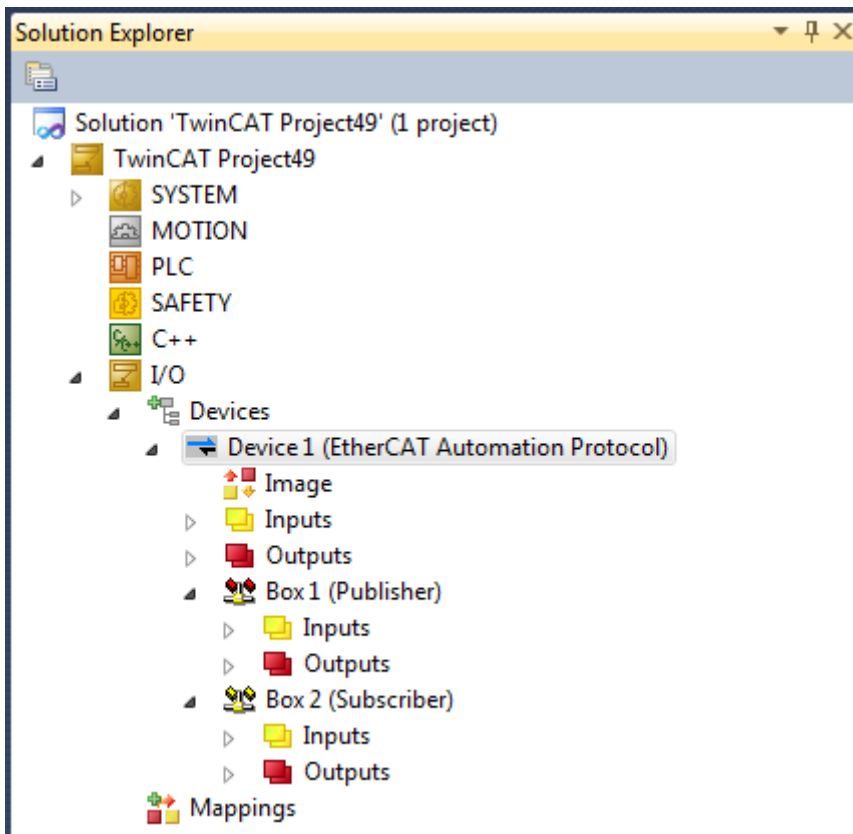 Solution Explorer
Solution 'TwinCAT Project49' (1 project)
TwinCAT Project49
SYSTEM
MOTION
PLC
SAFETY
C++
I/O
Devices
Device 1 (EtherCAT Automation Protocol)
Image
Inputs
Outputs
Box 1 (Publisher)
Inputs
Outputs
Box 2 (Subscriber)
Inputs
Outputs
Mappings